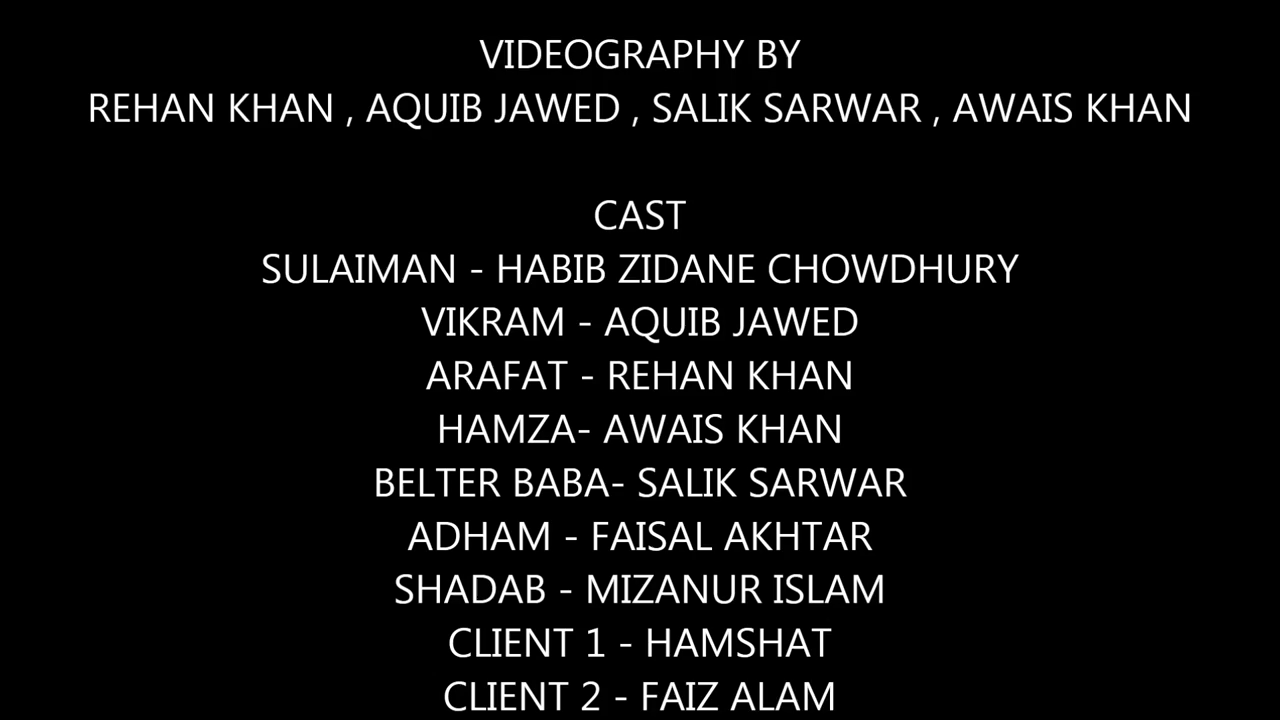 VIDEOGRAPHY BY
REHAN KHAN , AQUIB JAWED , SALIK SARWAR , AWAIS KHAN
CAST
SULAIMAN - HABIB ZIDANE CHOWDHURY
VIKRAM - AQUIB JAWED
ARAFAT - REHAN KHAN
HAMZA- AWAIS KHAN
BELTER BABA- SALIK SARWAR
ADHAM - FAISAL AKHTAR
SHADAB - MIZANUR ISLAM
CLIENT 1 - HAMSHAT
CLIENT 2 - FAIZ ALAM